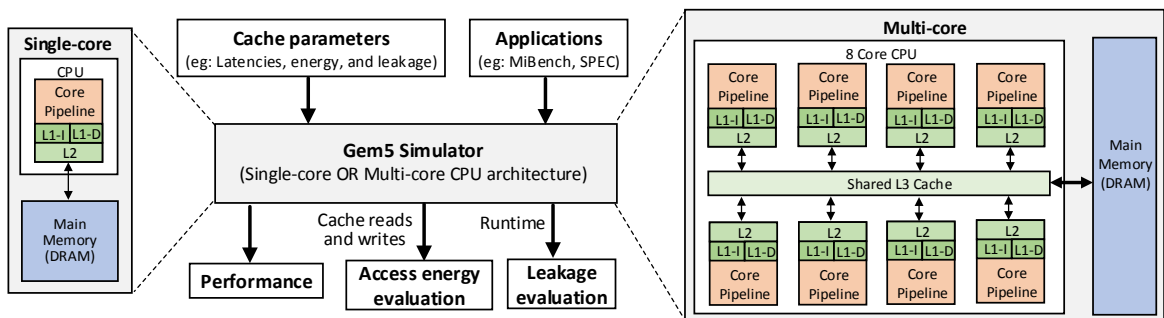 Single-core
CPU
Core
Pipeline
L1-I L1-D
L2
Main
Memory
(DRAM)
Cache parameters
(eg: Latencies, energy, and leakage)
Applications
(eg: MiBench, SPEC)
Gem5 Simulator
(Single-core OR Multi-core CPU architecture)
Cache reads
and writes
Runtime
Performance
Access energy
evaluation
Leakage
evaluation
Multi-core
8 Core CPU
Core Core Core Core
Pipeline Pipeline Pipeline Pipeline
L1-I L1-D L1-I L1-D L1-I L1-D L1-I L1-D
L2 L2 L2 L2
Shared L3 Cache
L2 L2 L2 L2
L1-I L1-D L1-I L1-D L1-I L1-D L1-I L1-D
Core Core Core Core
Pipeline Pipeline Pipeline Pipeline
Main
Memory
(DRAM)